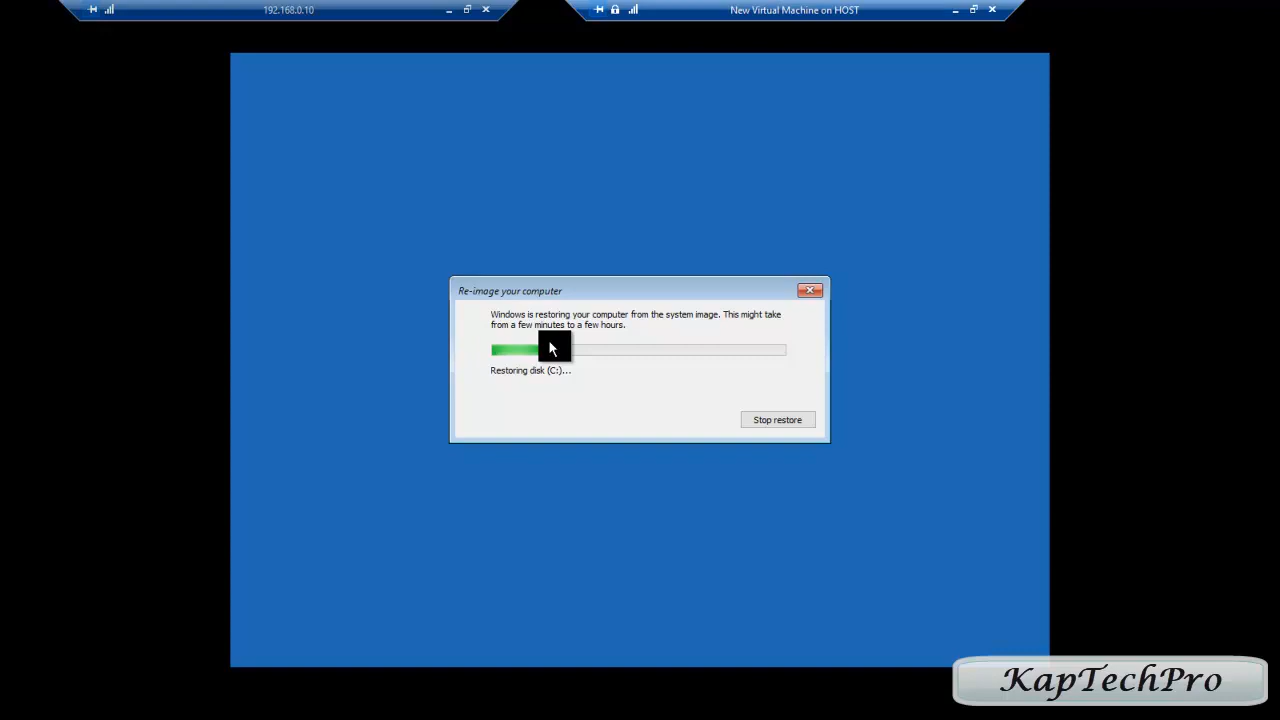 192.168.0.10
New Virtual Machine on HOST
Re-image your computer
Windows is restoring your computer from the system image. This might take
from a few minutes to a few hours.
Restoring disk (C:)...
Stop restore
KapTechPro